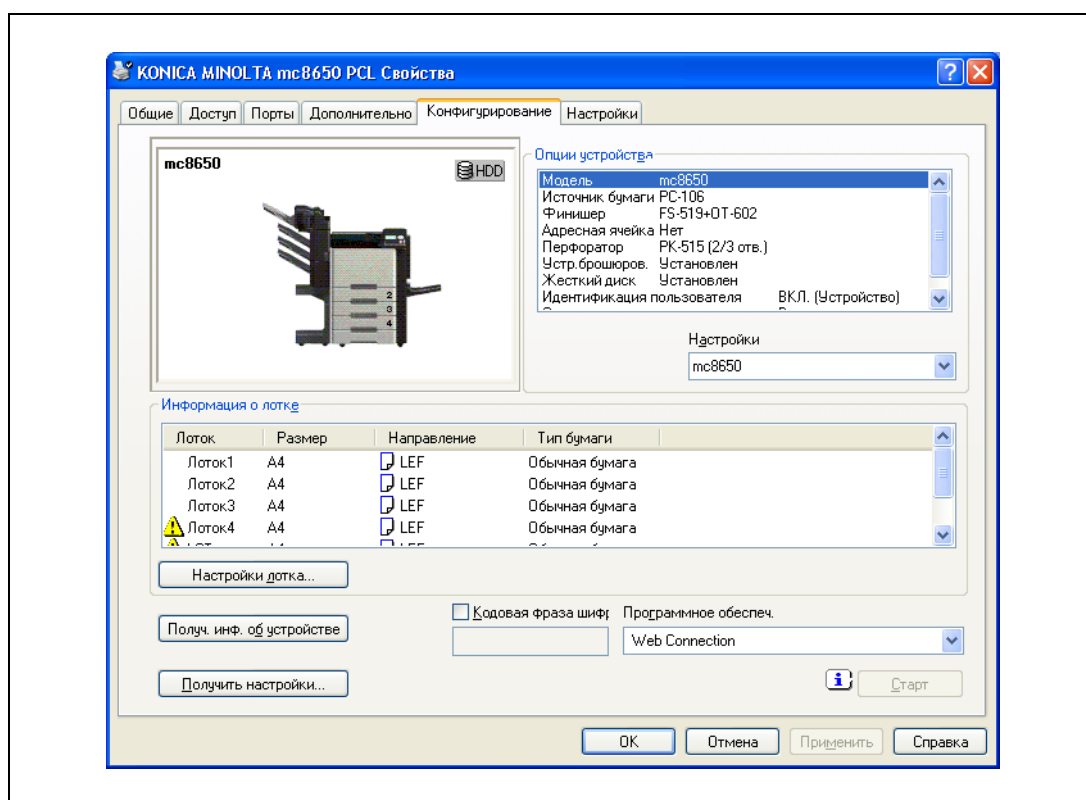 KONICA MINOLTA mc8650 PCL Свойства
Общие Доступ Порты Дополнительно Конфигурирование Настройки
mc8650
HDD
2
3
4
Опции устройства
Модель mc8650
Источник бумаги PC-106
Финишер FS-519+OT-602
Адресная ячейка Нет
Перфоратор PK-515 (2/3 отв.)
Устр.брошюров. Установлен
Жесткий диск Установлен
Идентификация пользователя ВКЛ. (Устройство)
Настройки
mc8650
Информация о лотке
Лоток Размер Направление Тип бумаги
Лоток1 A4 LEF Обычная бумага
Лоток2 A4 LEF Обычная бумага
Лоток3 A4 LEF Обычная бумага
Лоток4 A4 LEF Обычная бумага
Настройки лотка...
Получ. инф. об устройстве
Кодовая фраза шифр
Программное обеспеч.
Web Connection
Получить настройки...
Старт
OK Отмена Применить Справка